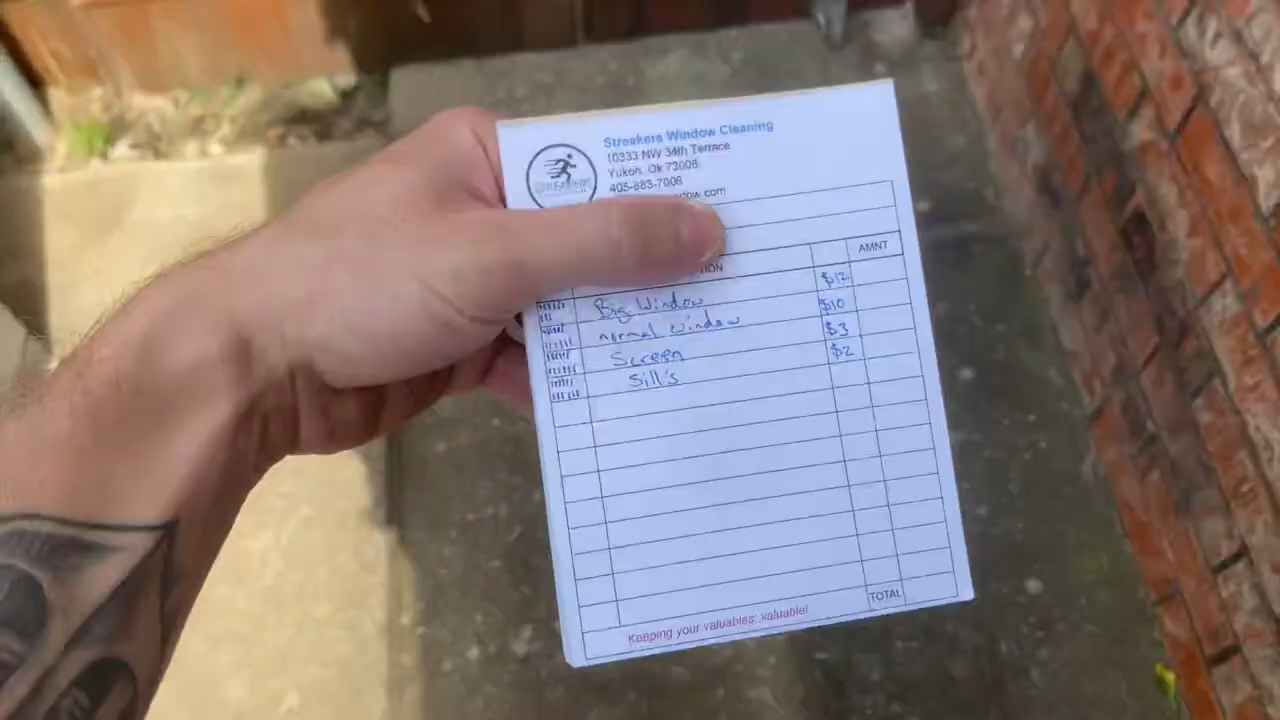 Streakers Window Cleaning
10333 NW 34th Terrace
Yukon, Ok 73099
405-883-7006
AMNT
Big Window $12
normal window $10
Screen $3
Sill's $2
TOTAL
Keeping your valuables; valuable!